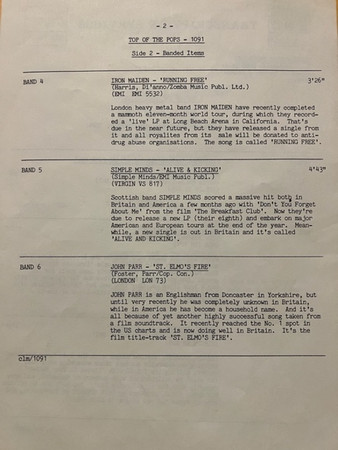 - 2 -
TOP OF THE POPS - 1091
Side 2 - Banded Items
BAND 4
IRON MAIDEN - 'RUNNING FREE'
3'26"
(Harris, Di'anno/Zomba Music Publ. Ltd.)
(EMI EMI 5532)
London heavy metal band IRON MAIDEN have recently completed
a mammoth eleven-month world tour, during which they record-
ed a 'live' LP at Long Beach Arena in California. That's
due in the near future, but they have released a single from
it and all royalties from its sale will be donated to anti-
drug abuse organisations. The song is called 'RUNNING FREE'.
BAND 5
SIMPLE MINDS - 'ALIVE & KICKING'
4'43"
(Simple Minds/EMI Music Publ.)
(VIRGIN VS 817)
Scottish band SIMPLE MINDS scored a massive hit both in
Britain and America a few months ago with 'Don't You Forget
About Me' from the film 'The Breakfast Club'. Now they're
due to release a new LP (their eighth) and embark on major
American and European tours at the end of the year. Mean-
while, a new single is out in Britain and it's called
'ALIVE AND KICKING'.
BAND 6
JOHN PARR - 'ST. ELMO'S FIRE'
(Foster, Parr/Cop. Con.)
(LONDON LON 73)
JOHN PARR is an Englishman from Doncaster in Yorkshire, but
until very recently he was completely unknown in Britain,
while in America he has become a household name. And it's
all because of yet another highly successful song taken from
a film soundtrack. It recently reached the No. 1 spot in
the US charts and is now doing well in Britain. It's the
film title-track 'ST. ELMO'S FIRE'.
clm/1091